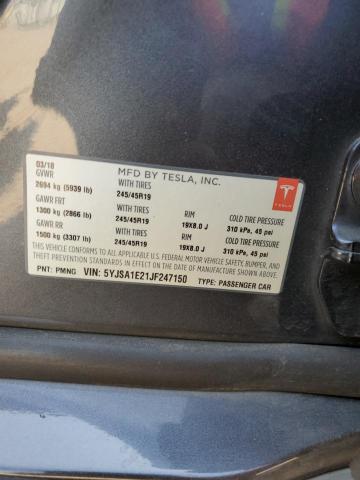 03/18 MFD BY TESLA, INC. TESLA
GVWR WITH TIRES
2694 kg (5939 lb) 245/45R19
GAWR FRT WITH TIRES RIM COLD TIRE PRESSURE
1300 kg (2866 lb) 245/45R19 19X8.0 J 310 kPa, 45 psi
GAWR RR WITH TIRES RIM COLD TIRE PRESSURE
1500 kg (3307 lb) 245/45R19 19X8.0 J 310 kPa, 45 psi
THIS VEHICLE CONFORMS TO ALL APPLICABLE U.S. FEDERAL MOTOR VEHICLE SAFETY, BUMPER, AND
THEFT PREVENTION STANDARDS IN EFFECT ON THE DATE OF MANUFACTURE SHOWN ABOVE.
PNT: PMNG VIN: 5YJSA1E21JF247150 TYPE: PASSENGER CAR